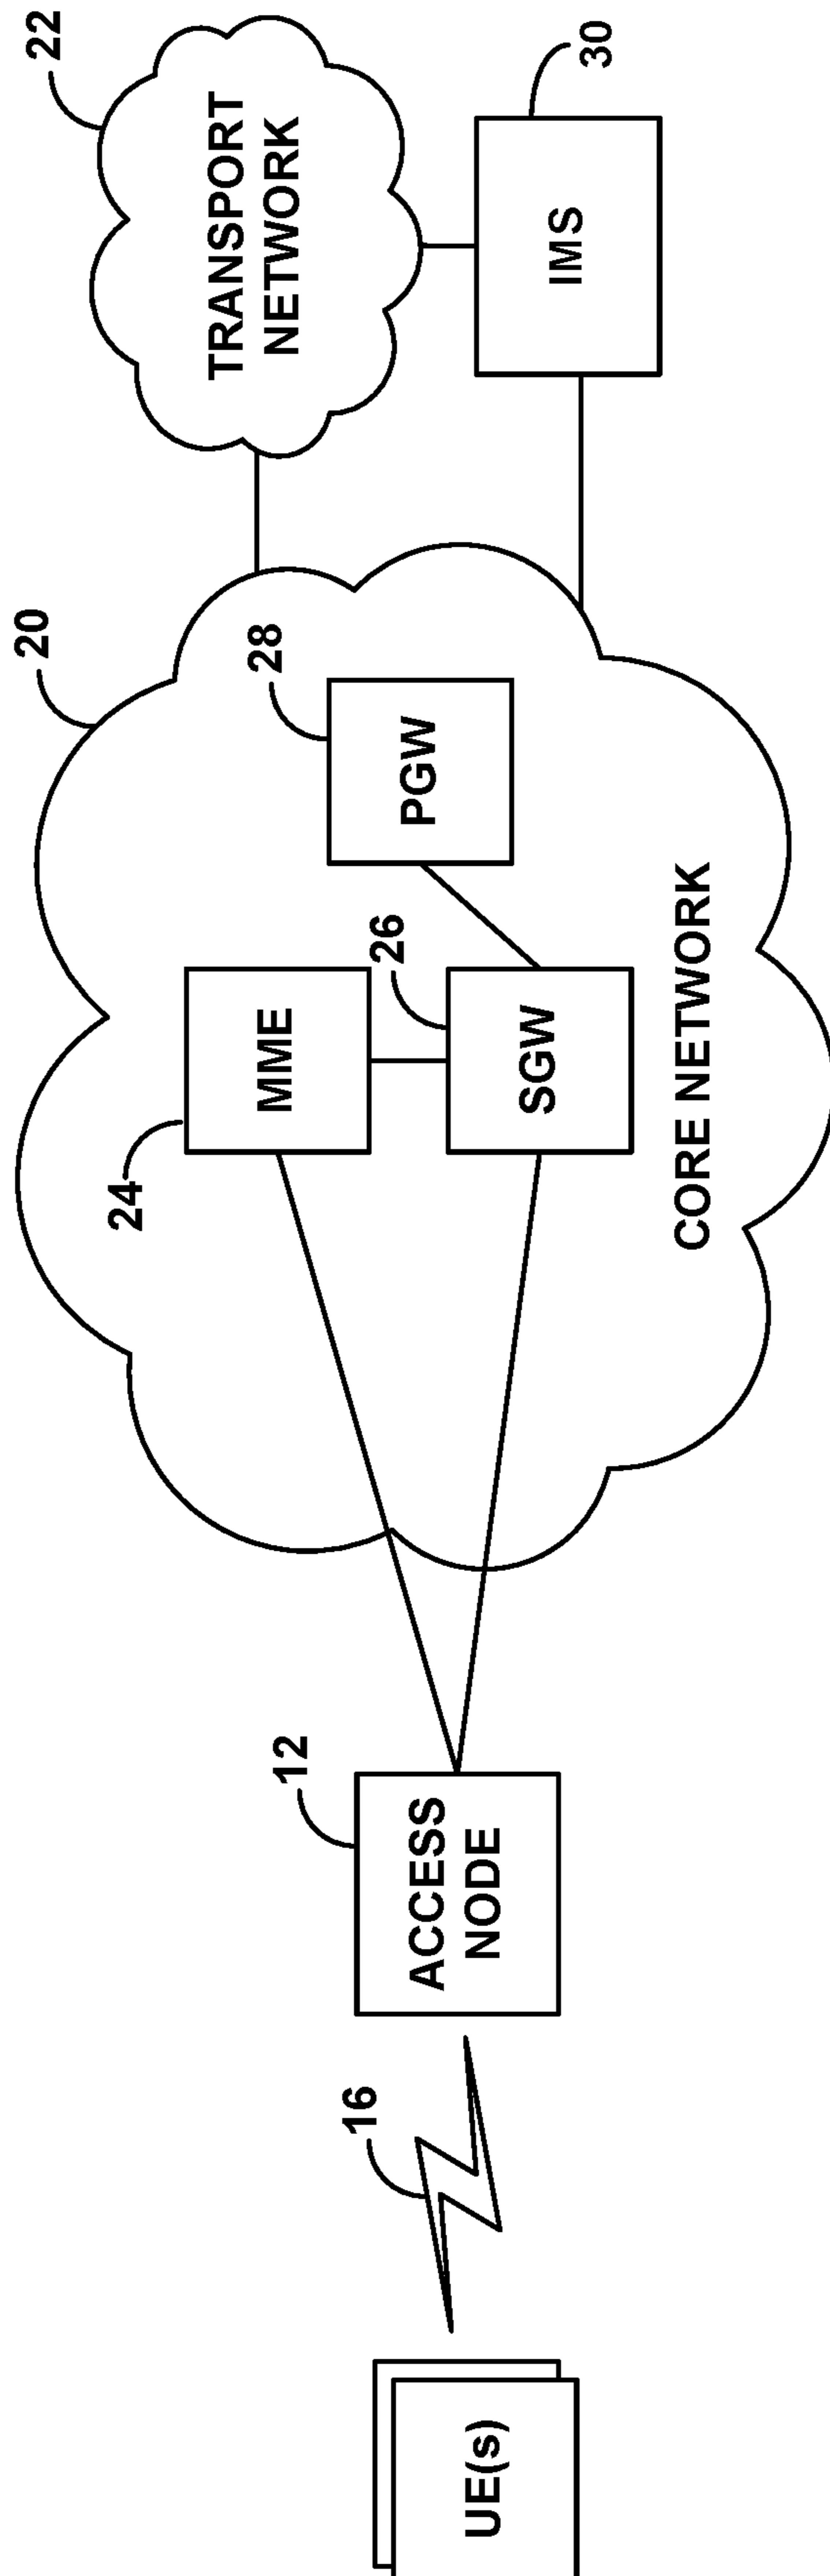 UE(s)
16
12
ACCESS
NODE
20
24
MME
26
SGW
28
PGW
CORE NETWORK
22
TRANSPORT
NETWORK
30
IMS